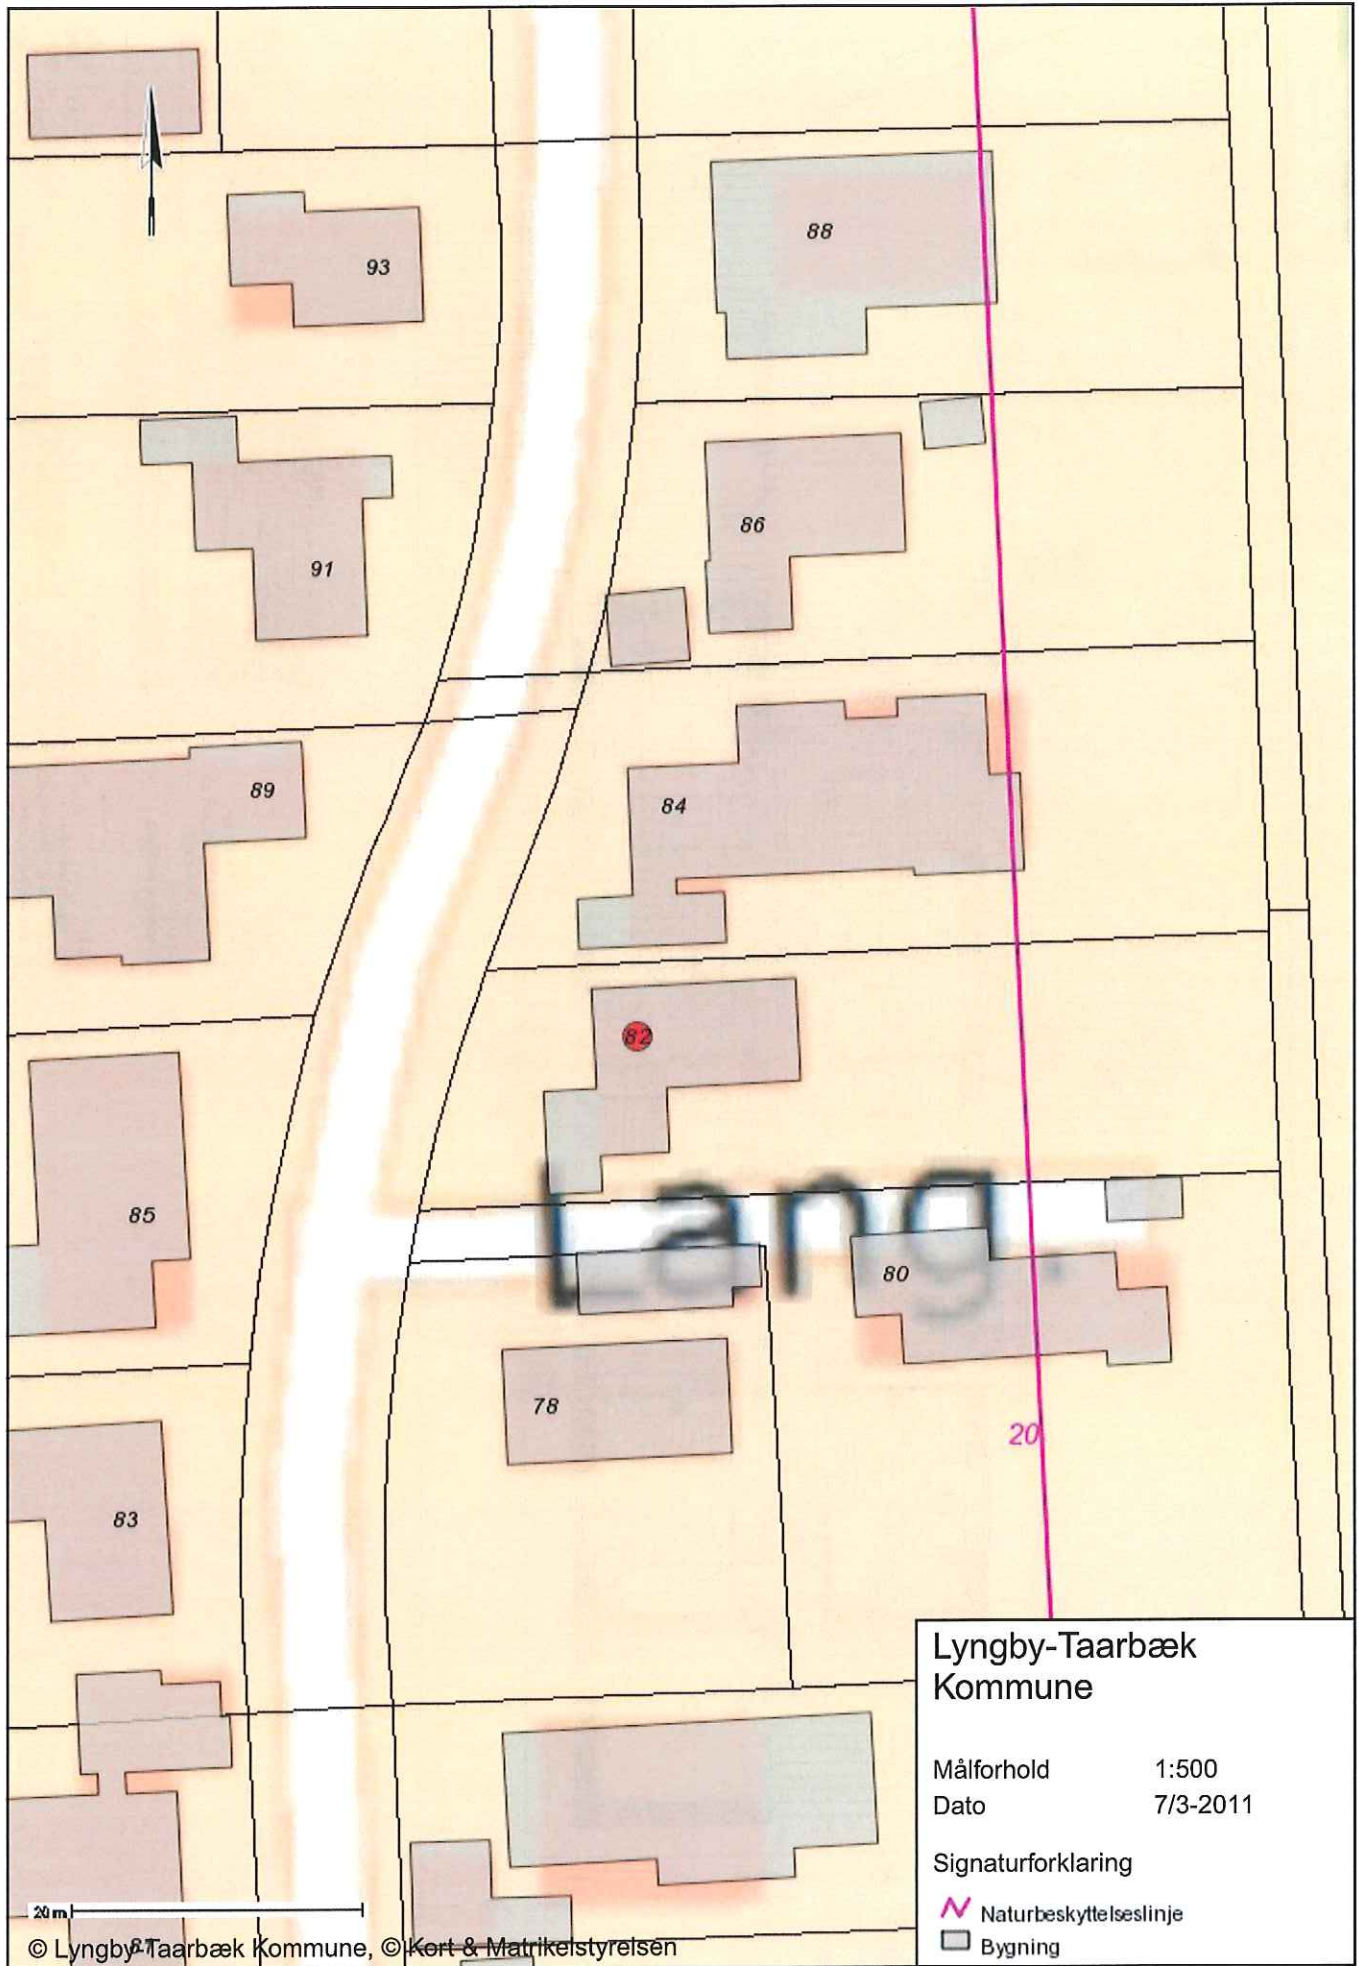 93
88
86
91
89
84
82
85
Lang.
80
78
20
83
Lyngby-Taarbæk
Kommune
Målforhold 1:500
Dato 7/3-2011
Signaturforklaring
Naturbeskyttelseslinje
Bygning
20 m
© Lyngby-Taarbæk Kommune, © Kort & Matrikelstyrelsen